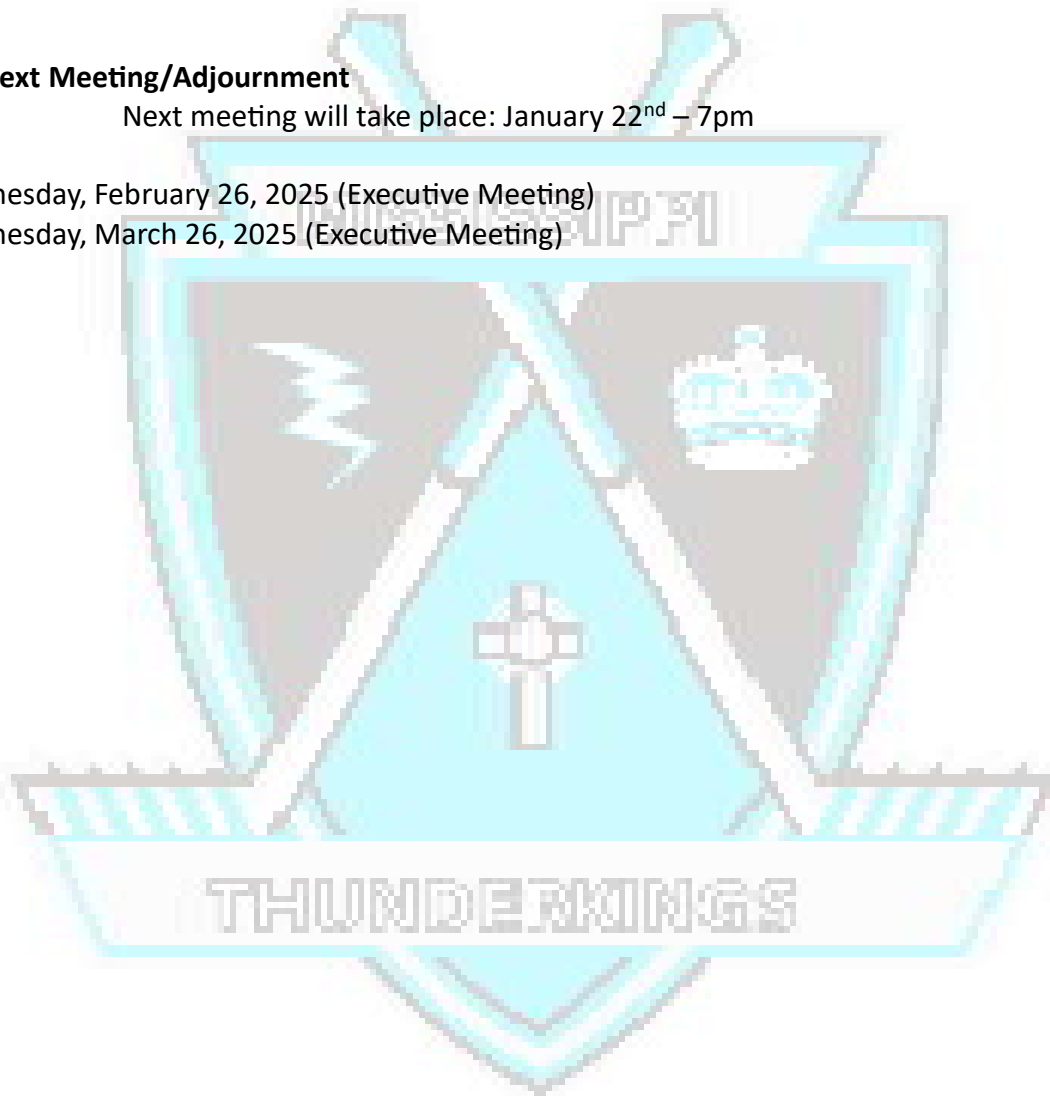 ext Meeting/Adjournment
Next meeting will take place: January 22nd – 7pm
nesday, February 26, 2025 (Executive Meeting)
nesday, March 26, 2025 (Executive Meeting)
MISSISSIPPI
THUNDERKINGS